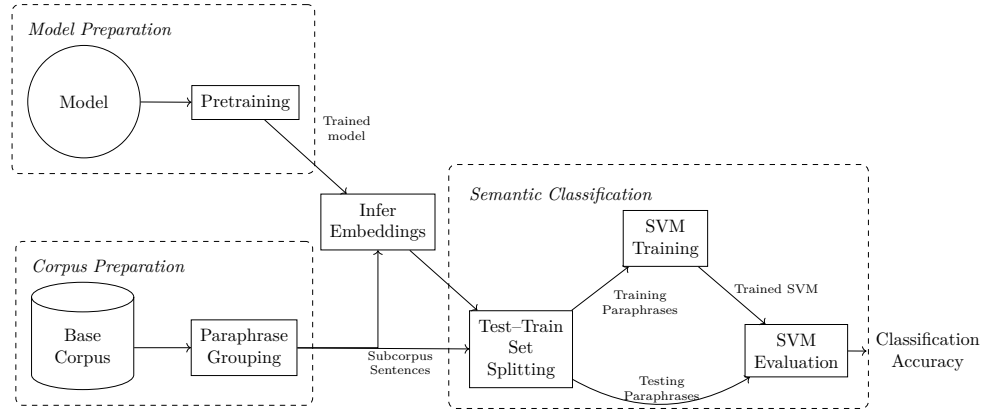 Model Preparation
Model
Pretraining
Trained
model
Infer
Embeddings
Corpus Preparation
Base
Corpus
Paraphrase
Grouping
Subcorpus
Sentences
Semantic Classification
Test–Train
Set
Splitting
SVM
Training
Training
Paraphrases
Trained SVM
Testing
Paraphrases
SVM
Evaluation
Classification
Accuracy